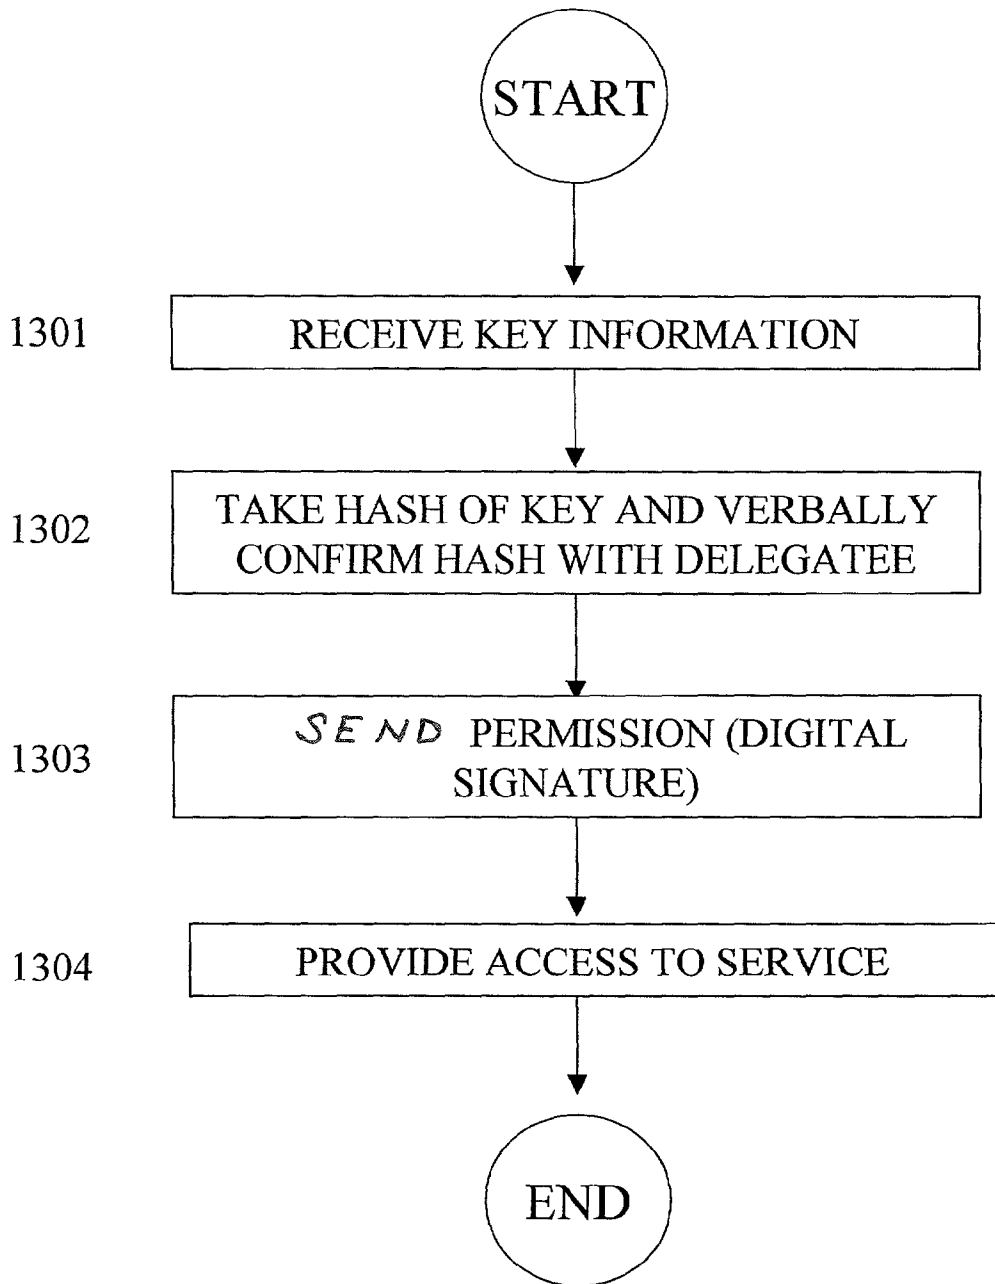 START
1301
RECEIVE KEY INFORMATION
1302
TAKE HASH OF KEY AND VERBALLY
CONFIRM HASH WITH DELEGATEE
1303
SEND PERMISSION (DIGITAL
SIGNATURE)
1304
PROVIDE ACCESS TO SERVICE
END